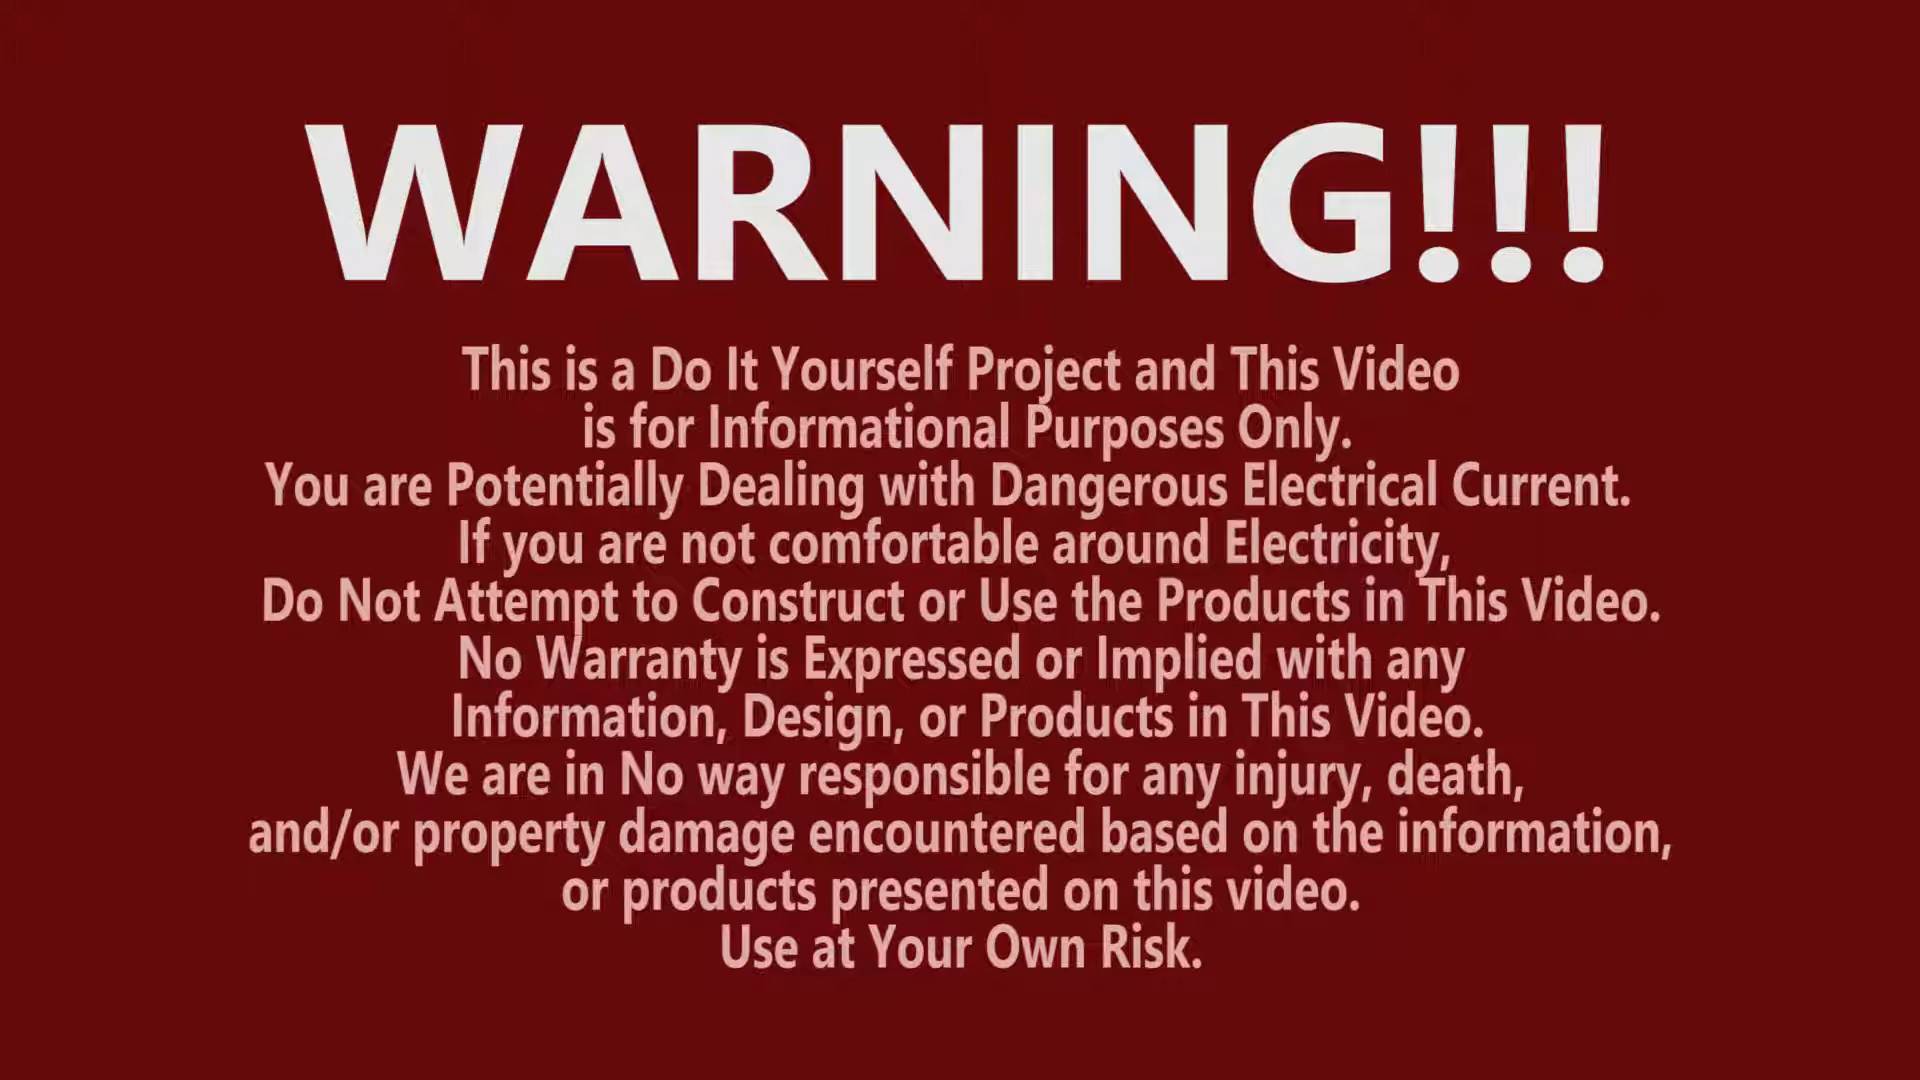 WARNING!!!
This is a Do It Yourself Project and This Video
is for Informational Purposes Only.
You are Potentially Dealing with Dangerous Electrical Current.
If you are not comfortable around Electricity,
Do Not Attempt to Construct or Use the Products in This Video.
No Warranty is Expressed or Implied with any
Information, Design, or Products in This Video.
We are in No way responsible for any injury, death,
and/or property damage encountered based on the information,
or products presented on this video.
Use at Your Own Risk.